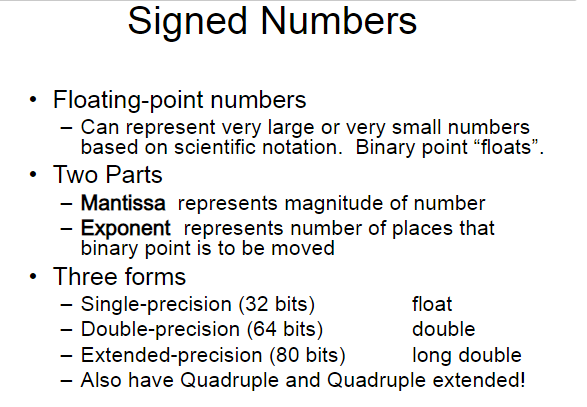 Signed Numbers
• Floating-point numbers
– Can represent very large or very small numbers
based on scientific notation.  Binary point “floats”.
• Two Parts
– Mantissa  represents magnitude of number
– Exponent  represents number of places that
binary point is to be moved
• Three forms
– Single-precision (32 bits) float
– Double-precision (64 bits) double
– Extended-precision (80 bits) long double
– Also have Quadruple and Quadruple extended!